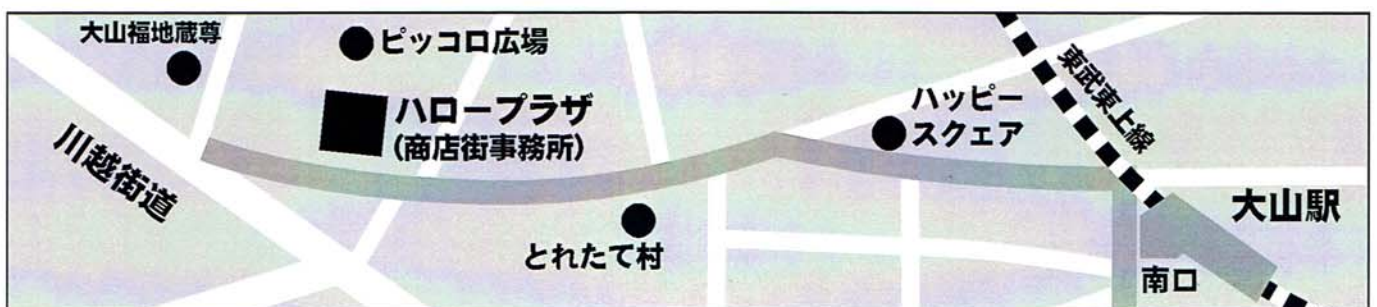 大山福地蔵尊
ピッコロ広場
ハロープラザ
(商店街事務所)
川越街道
とれたて村
ハッピー
スクェア
東武東上線
大山駅
南口